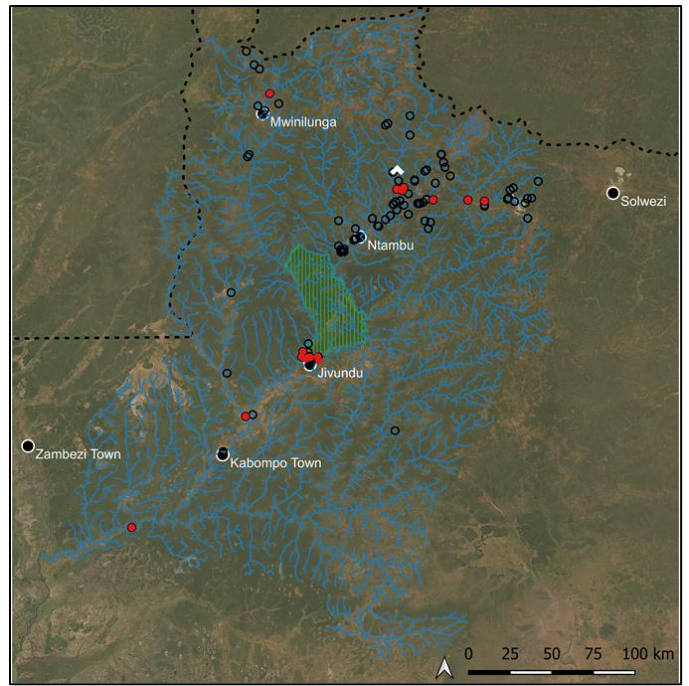 Mwinilunga
Solwezi
Ntambu
Jivundu
Zambezi Town
Kabompo Town
0 25 50 75 100 km